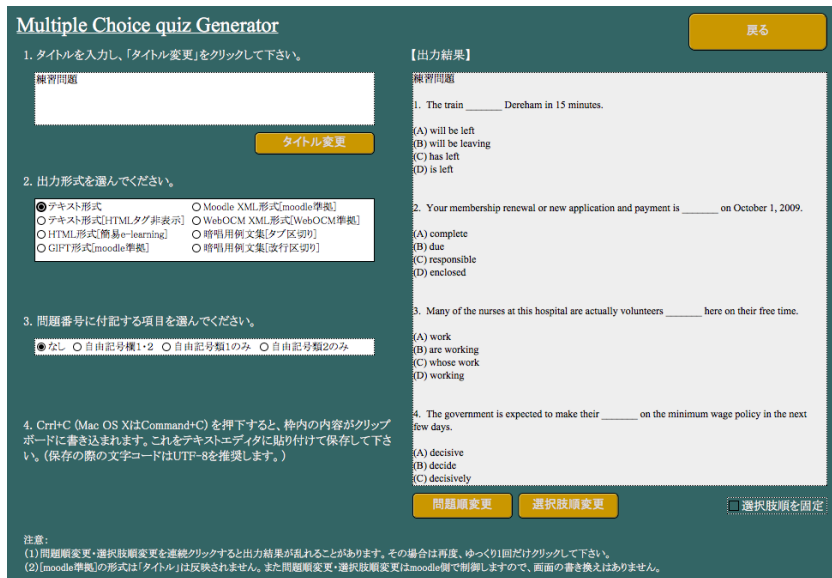 Multiple Choice quiz Generator
戻る
1. タイトルを入力し、「タイトル変更」をクリックして下さい。
練習問題
タイトル変更
2. 出力形式を選んでください。
テキスト形式
テキスト形式[HTMLタグ非表示]
HTML形式[簡易e-learning]
GIFT形式[moodle準拠]
Moodle XML形式[moodle準拠]
WebOCM XML形式[WebOCM準拠]
暗唱用例文集[タブ区切り]
暗唱用例文集[改行区切り]
3. 問題番号に付記する項目を選んでください。
なし 自由記号欄1・2 自由記号類1のみ 自由記号類2のみ
4. Crrl+C (Mac OS XはCommand+C) を押下すると、枠内の内容がクリップ
ボードに書き込まれます。これをテキストエディタに貼り付けて保存して下さ
い。(保存の際の文字コードはUTF-8を推奨します。)
【出力結果】
練習問題
1. The train _______ Dereham in 15 minutes.
(A) will be left
(B) will be leaving
(C) has left
(D) is left
2. Your membership renewal or new application and payment is _______ on October 1, 2009.
(A) complete
(B) due
(C) responsible
(D) enclosed
3. Many of the nurses at this hospital are actually volunteers _______ here on their free time.
(A) work
(B) are working
(C) whose work
(D) working
4. The government is expected to make their _______ on the minimum wage policy in the next
few days.
(A) decisive
(B) decide
(C) decisively
問題順変更
選択肢順変更
選択肢順を固定
注意:
(1)問題順変更・選択肢順変更を連続クリックすると出力結果が乱れることがあります。その場合は再度、ゆっくり1回だけクリックして下さい。
(2)[moodle準拠]の形式は「タイトル」は反映されません。また問題順変更・選択肢順変更はmoodle側で制御しますので、画面の書き換えはありません。